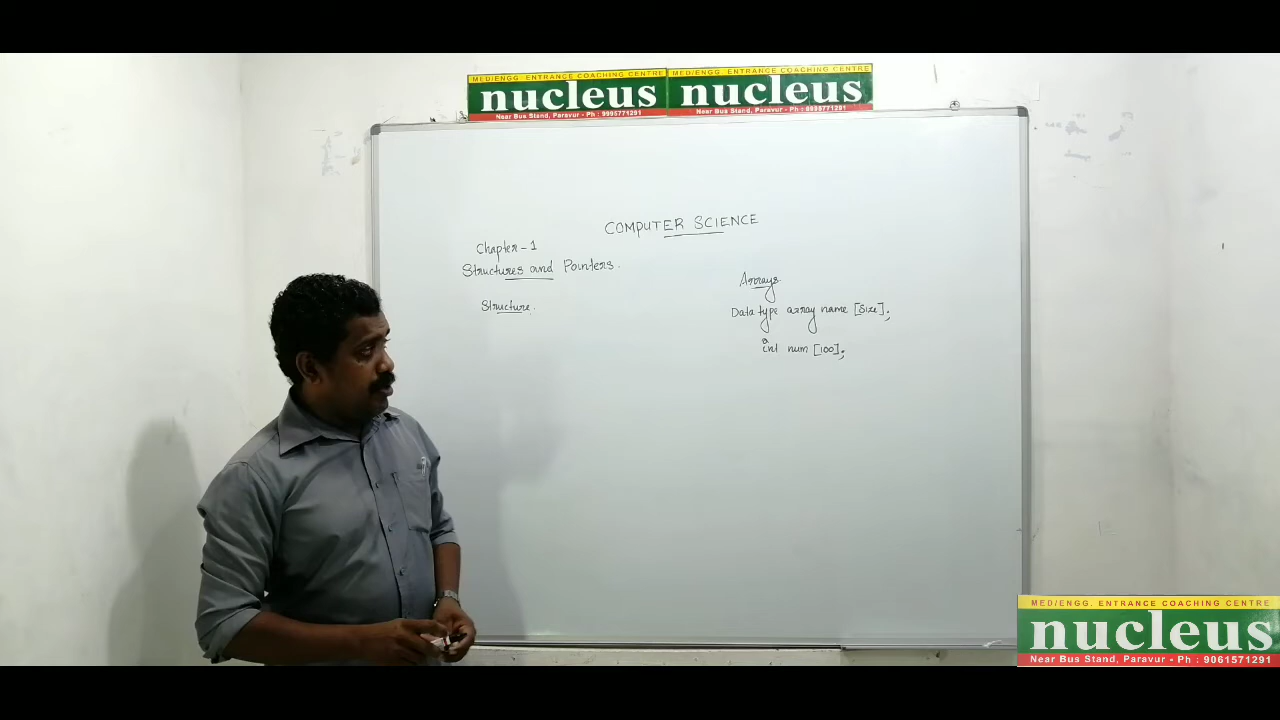 MED/ENGG. ENTRANCE COACHING CENTRE
nucleus
Near Bus Stand, Paravur - Ph : 9995771291
MED/ENGG. ENTRANCE COACHING CENTRE
nucleus
Near Bus Stand, Paravur - Ph :
COMPUTER SCIENCE
Chapter - 1
Structures and Pointers.
Structure.
Arrays
Data type array name [Size];
int num [100];
MED/ENGG. ENTRANCE COACHING CENTRE
nucleus
Near Bus Stand, Paravur - Ph : 9061571291